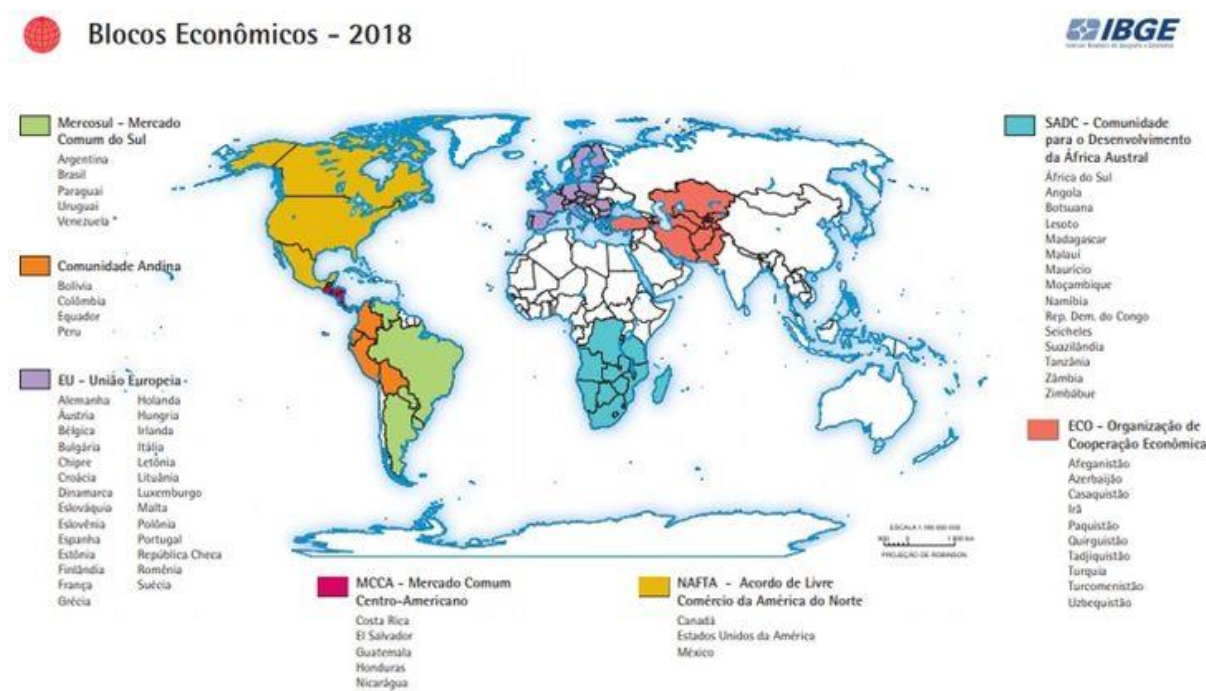 Blocos Econômicos - 2018
IBGE
Mercosul - Mercado
Comum do Sul
Argentina
Brasil
Paraguai
Uruguai
Venezuela *
Comunidade Andina
Bolívia
Colômbia
Equador
Peru
EU - União Europeia
Alemanha
Áustria
Bélgica
Bulgária
Chipre
Croácia
Dinamarca
Eslováquia
Eslovênia
Espanha
Estônia
Finlândia
França
Grécia
Holanda
Hungria
Irlanda
Itália
Letônia
Lituânia
Luxemburgo
Malta
Polônia
Portugal
República Checa
Romênia
Suécia
MCCA - Mercado Comum
Centro-Americano
Costa Rica
El Salvador
Guatemala
Honduras
Nicarágua
NAFTA - Acordo de Livre
Comércio da América do Norte
Canadá
Estados Unidos da América
México
SADC - Comunidade
para o Desenvolvimento
da África Austral
África do Sul
Angola
Botsuana
Lesoto
Madagascar
Malauí
Maurício
Moçambique
Namíbia
Rep. Dem. do Congo
Seicheles
Suazilândia
Tanzânia
Zâmbia
Zimbábue
ECO - Organização de
Cooperação Econômica
Afeganistão
Azerbaijão
Casaquistão
Irã
Paquistão
Quirguistão
Tadjiquistão
Turquia
Turcomenistão
Uzbequistão
PROJEÇÃO DE ROBINSON